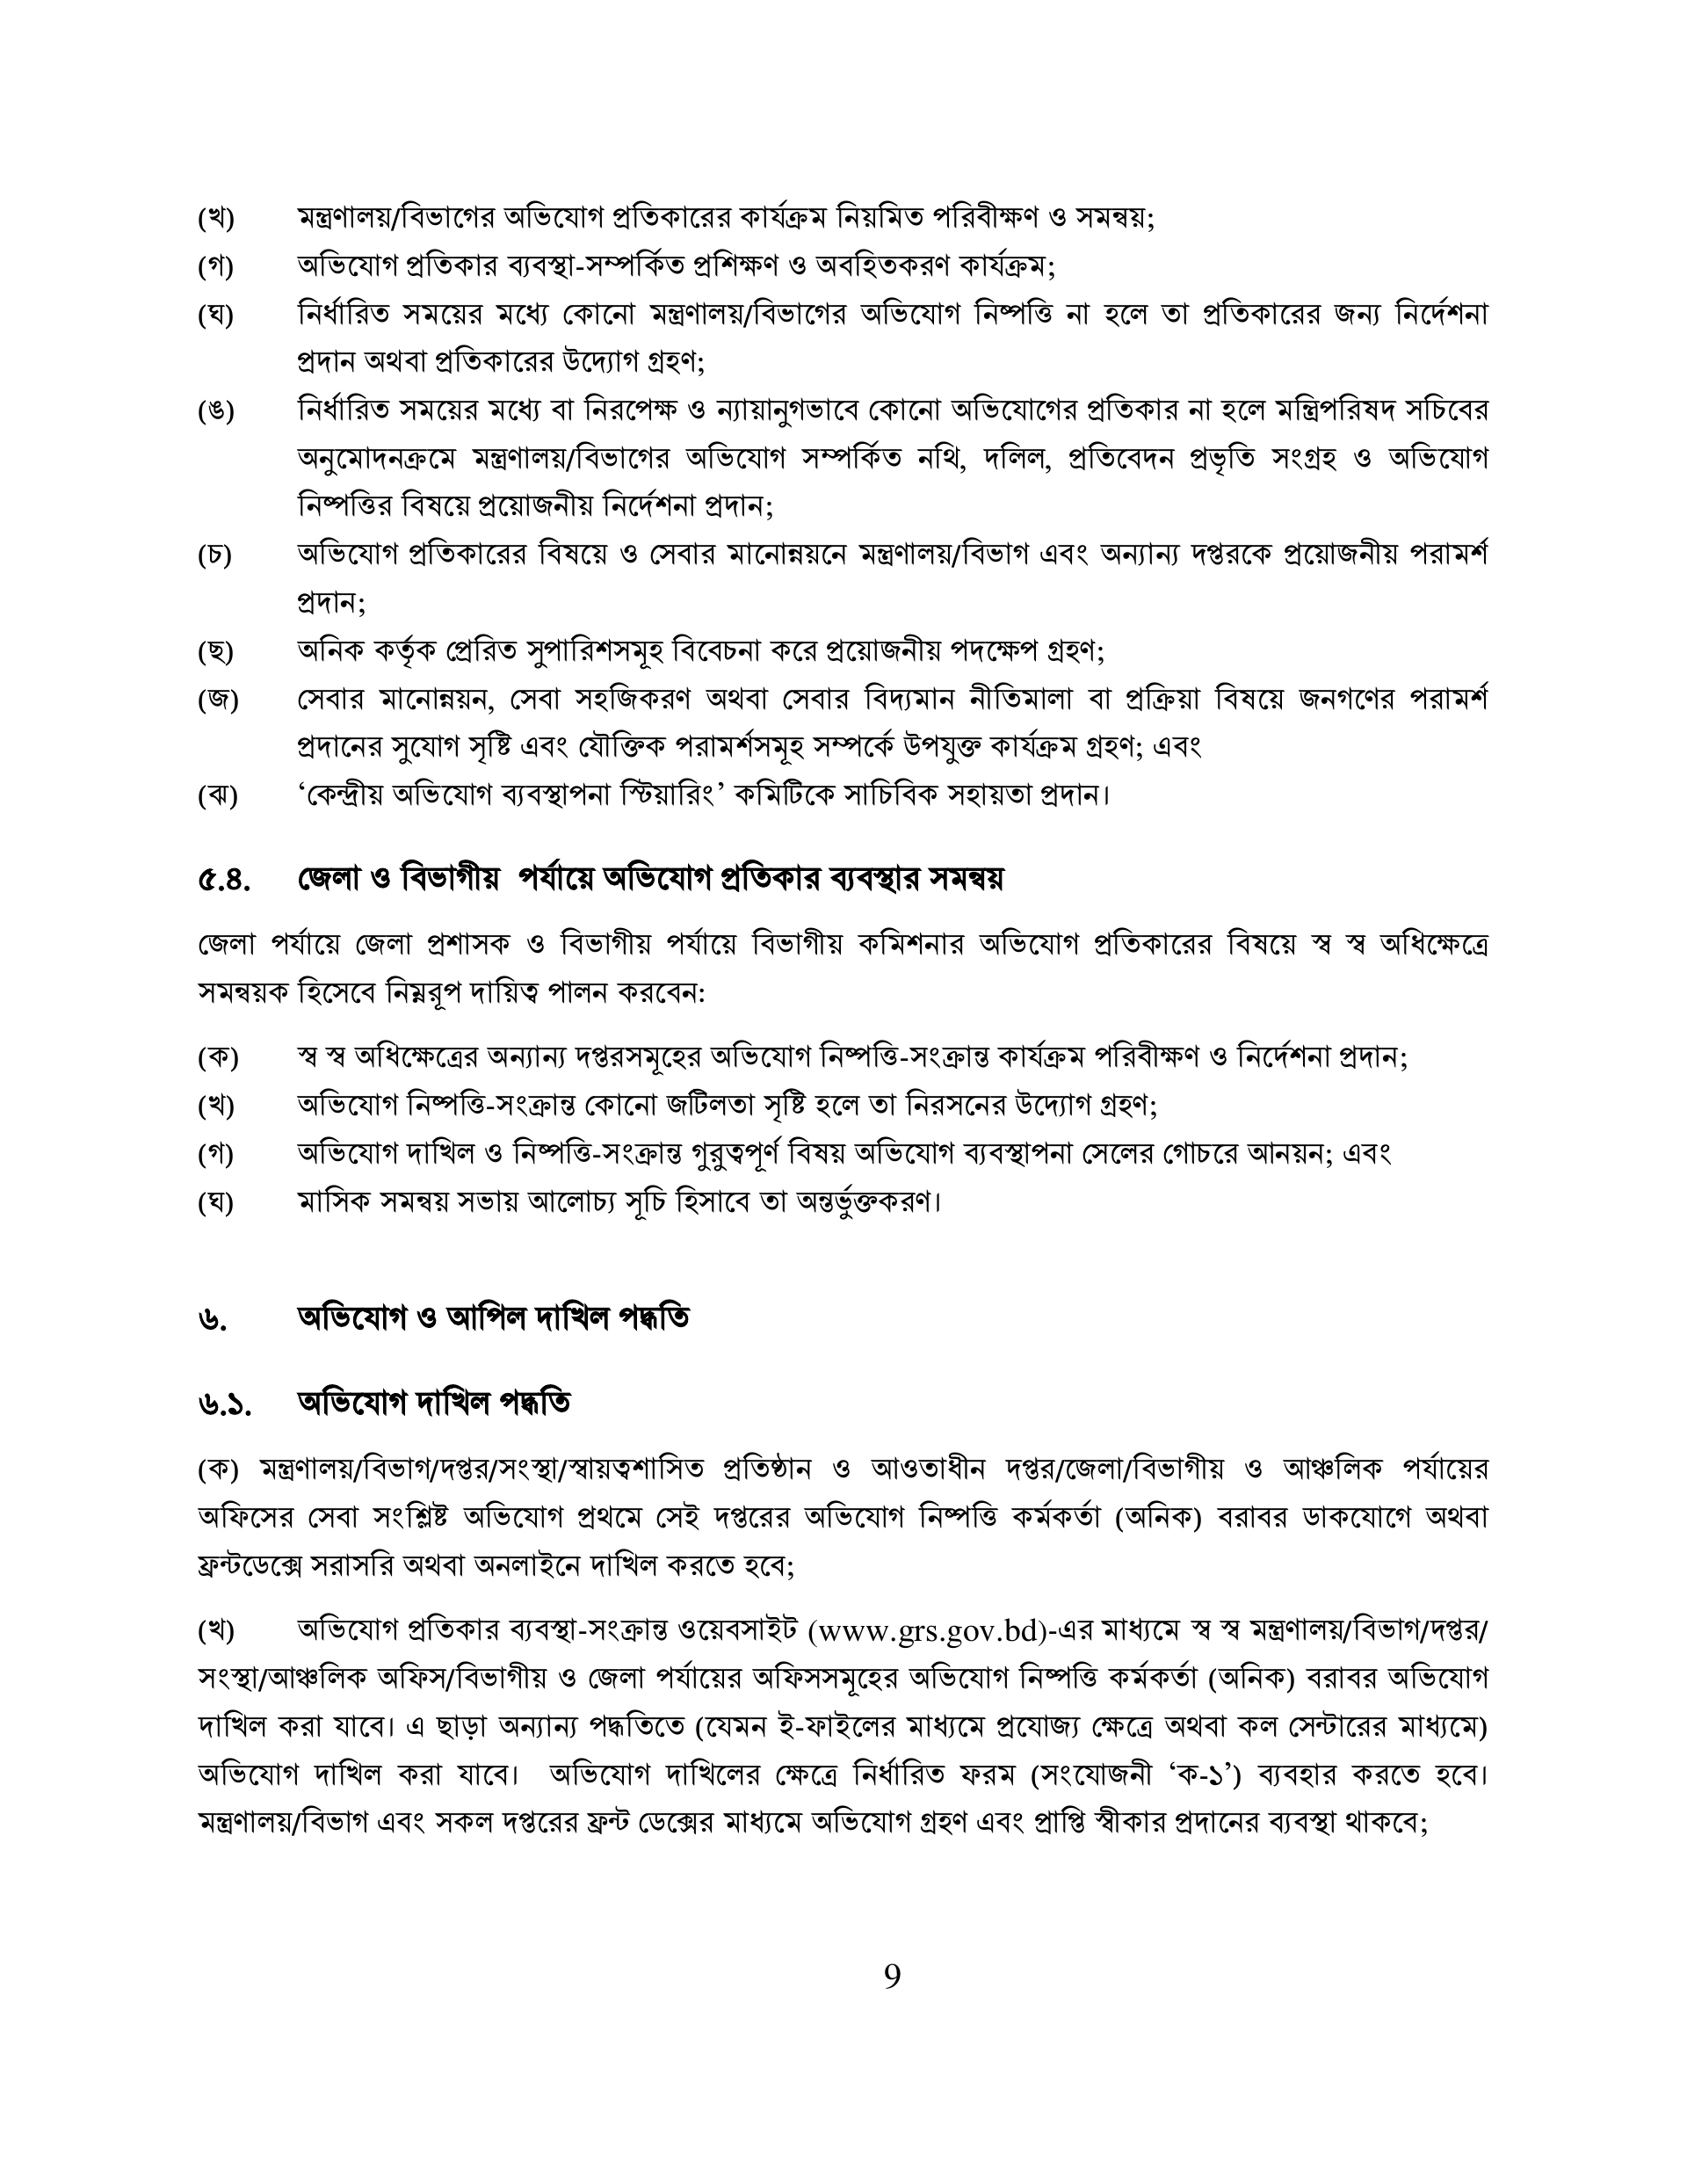 (খ) মন্ত্রণালয়/বিভাগের অভিযোগ প্রতিকারের কার্যক্রম নিয়মিত পরিবীক্ষণ ও সমন্বয়;
(গ) অভিযোগ প্রতিকার ব্যবস্থা-সম্পর্কিত প্রশিক্ষণ ও অবহিতকরণ কার্যক্রম;
(ঘ) নির্ধারিত সময়ের মধ্যে কোনো মন্ত্রণালয়/বিভাগের অভিযোগ নিষ্পত্তি না হলে তা প্রতিকারের জন্য নির্দেশনা
প্রদান অথবা প্রতিকারের উদ্যোগ গ্রহণ;
(ঙ) নির্ধারিত সময়ের মধ্যে বা নিরপেক্ষ ও ন্যায়ানুগভাবে কোনো অভিযোগের প্রতিকার না হলে মন্ত্রিপরিষদ সচিবের
অনুমোদনক্রমে মন্ত্রণালয়/বিভাগের অভিযোগ সম্পর্কিত নথি, দলিল, প্রতিবেদন প্রভৃতি সংগ্রহ ও অভিযোগ
নিষ্পত্তির বিষয়ে প্রয়োজনীয় নির্দেশনা প্রদান;
(চ) অভিযোগ প্রতিকারের বিষয়ে ও সেবার মানোন্নয়নে মন্ত্রণালয়/বিভাগ এবং অন্যান্য দপ্তরকে প্রয়োজনীয় পরামর্শ
প্রদান;
(ছ) অনিক কর্তৃক প্রেরিত সুপারিশসমূহ বিবেচনা করে প্রয়োজনীয় পদক্ষেপ গ্রহণ;
(জ) সেবার মানোন্নয়ন, সেবা সহজিকরণ অথবা সেবার বিদ্যমান নীতিমালা বা প্রক্রিয়া বিষয়ে জনগণের পরামর্শ
প্রদানের সুযোগ সৃষ্টি এবং যৌক্তিক পরামর্শসমূহ সম্পর্কে উপযুক্ত কার্যক্রম গ্রহণ; এবং
(ঝ) ‘কেন্দ্রীয় অভিযোগ ব্যবস্থাপনা স্টিয়ারিং’ কমিটিকে সাচিবিক সহায়তা প্রদান।
৫.৪. জেলা ও বিভাগীয় পর্যায়ে অভিযোগ প্রতিকার ব্যবস্থার সমন্বয়
জেলা পর্যায়ে জেলা প্রশাসক ও বিভাগীয় পর্যায়ে বিভাগীয় কমিশনার অভিযোগ প্রতিকারের বিষয়ে স্ব স্ব অধিক্ষেত্রে
সমন্বয়ক হিসেবে নিম্নরূপ দায়িত্ব পালন করবেন:
(ক) স্ব স্ব অধিক্ষেত্রের অন্যান্য দপ্তরসমূহের অভিযোগ নিষ্পত্তি-সংক্রান্ত কার্যক্রম পরিবীক্ষণ ও নির্দেশনা প্রদান;
(খ) অভিযোগ নিষ্পত্তি-সংক্রান্ত কোনো জটিলতা সৃষ্টি হলে তা নিরসনের উদ্যোগ গ্রহণ;
(গ) অভিযোগ দাখিল ও নিষ্পত্তি-সংক্রান্ত গুরুত্বপূর্ণ বিষয় অভিযোগ ব্যবস্থাপনা সেলের গোচরে আনয়ন; এবং
(ঘ) মাসিক সমন্বয় সভায় আলোচ্য সূচি হিসাবে তা অন্তর্ভুক্তকরণ।
৬. অভিযোগ ও আপিল দাখিল পদ্ধতি
৬.১. অভিযোগ দাখিল পদ্ধতি
(ক) মন্ত্রণালয়/বিভাগ/দপ্তর/সংস্থা/স্বায়ত্বশাসিত প্রতিষ্ঠান ও আওতাধীন দপ্তর/জেলা/বিভাগীয় ও আঞ্চলিক পর্যায়ের
অফিসের সেবা সংশ্লিষ্ট অভিযোগ প্রথমে সেই দপ্তরের অভিযোগ নিষ্পত্তি কর্মকর্তা (অনিক) বরাবর ডাকযোগে অথবা
ফ্রন্টডেক্সে সরাসরি অথবা অনলাইনে দাখিল করতে হবে;
(খ) অভিযোগ প্রতিকার ব্যবস্থা-সংক্রান্ত ওয়েবসাইট (www.grs.gov.bd)-এর মাধ্যমে স্ব স্ব মন্ত্রণালয়/বিভাগ/দপ্তর/
সংস্থা/আঞ্চলিক অফিস/বিভাগীয় ও জেলা পর্যায়ের অফিসসমূহের অভিযোগ নিষ্পত্তি কর্মকর্তা (অনিক) বরাবর অভিযোগ
দাখিল করা যাবে। এ ছাড়া অন্যান্য পদ্ধতিতে (যেমন ই-ফাইলের মাধ্যমে প্রযোজ্য ক্ষেত্রে অথবা কল সেন্টারের মাধ্যমে)
অভিযোগ দাখিল করা যাবে। অভিযোগ দাখিলের ক্ষেত্রে নির্ধারিত ফরম (সংযোজনী ‘ক-১’) ব্যবহার করতে হবে।
মন্ত্রণালয়/বিভাগ এবং সকল দপ্তরের ফ্রন্ট ডেক্সের মাধ্যমে অভিযোগ গ্রহণ এবং প্রাপ্তি স্বীকার প্রদানের ব্যবস্থা থাকবে;
9